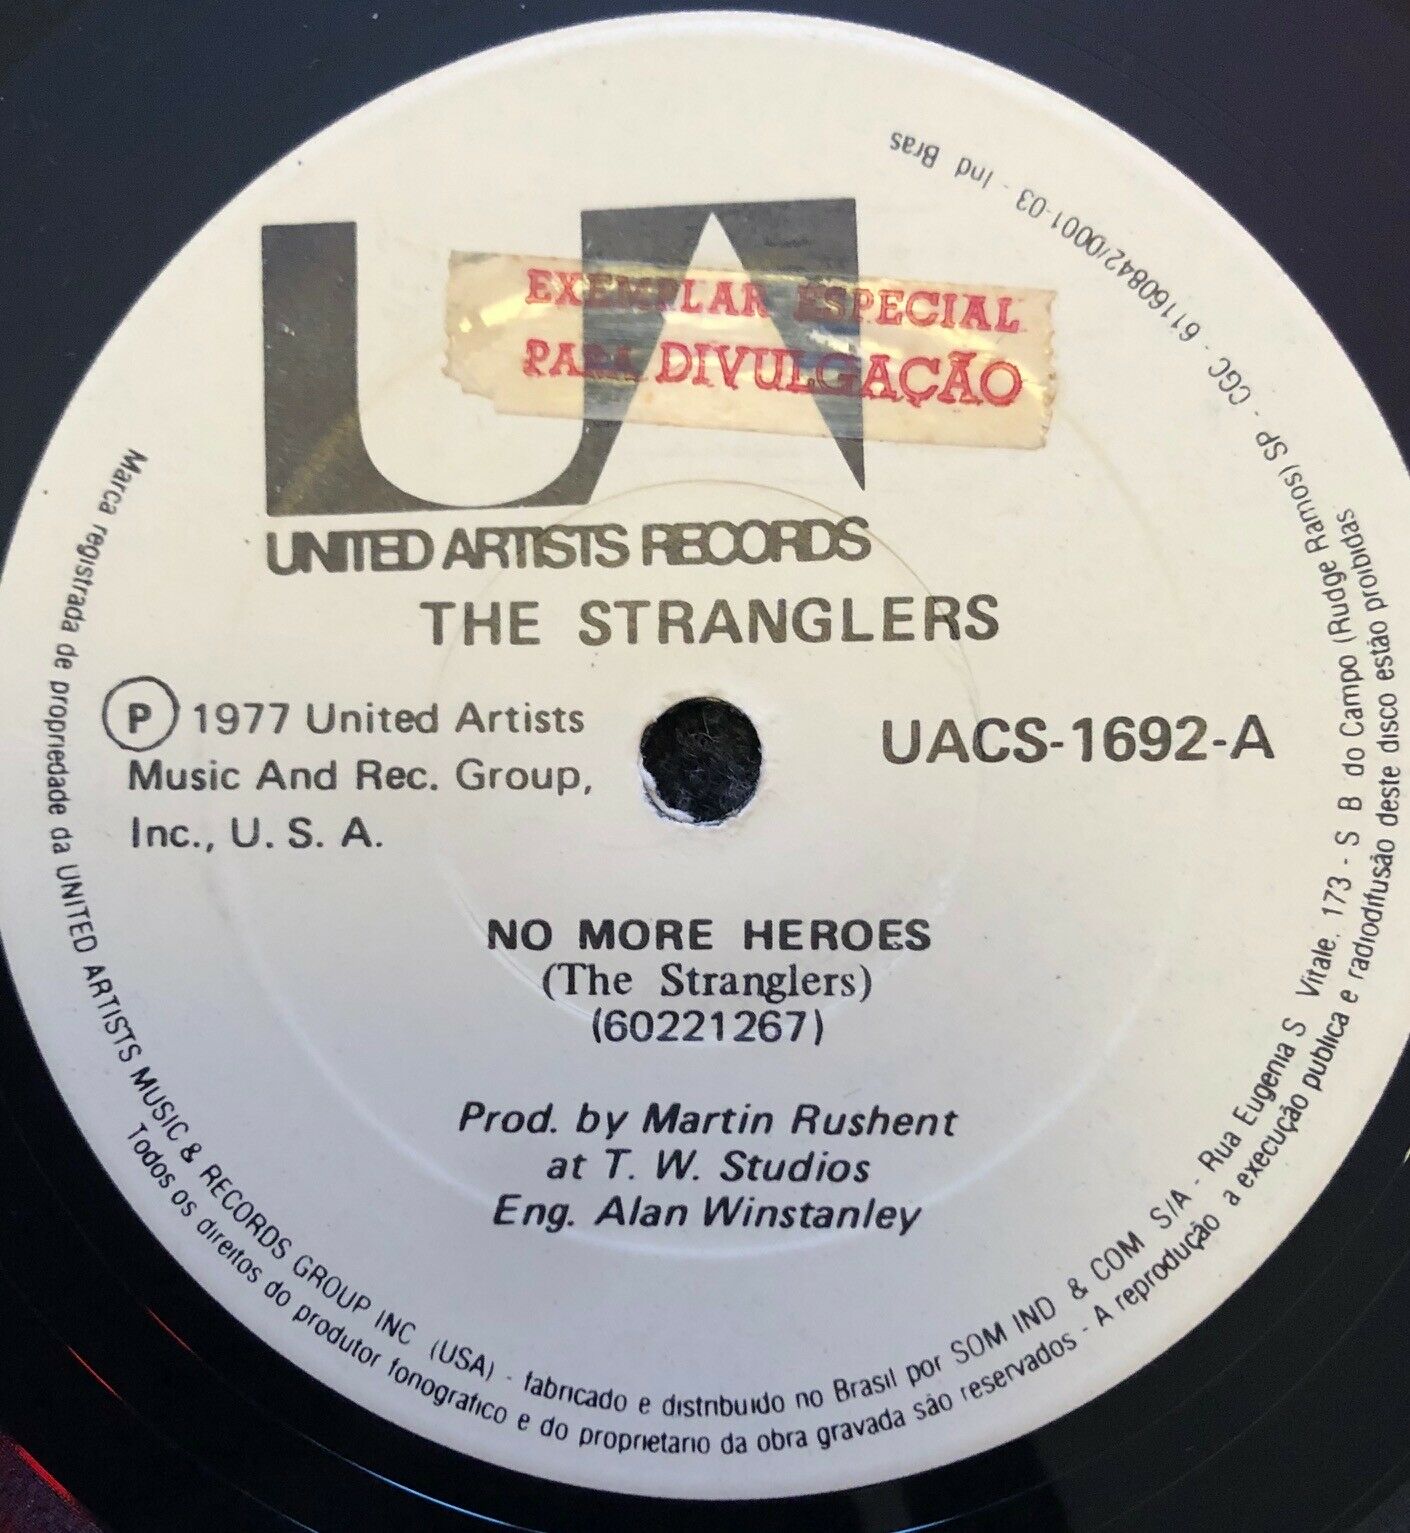 UA
EXEMPLAR ESPECIAL
PARA DIVULGAÇÃO
UNITED ARTISTS RECORDS
THE STRANGLERS
Ⓟ 1977 United Artists
Music And Rec. Group,
Inc., U. S. A.
UACS-1692-A
NO MORE HEROES
(The Stranglers)
(60221267)
Prod. by Martin Rushent
at T. W. Studios
Eng. Alan Winstanley
Marca registrada de propriedade da UNITED ARTISTS MUSIC & RECORDS GROUP INC (USA) - fabricado e distribuido no Brasil por SOM IND & COM S/A - Rua Eugenia S Vitale, 173 - S B do Campo (Rudge Ramos) SP - CGC - 61160842/0001-03 - Ind Bras
Todos os direitos do produtor fonografico e do proprietario da obra gravada são reservados - A reprodução a execução publica e radiodifusão deste disco estão proibidas